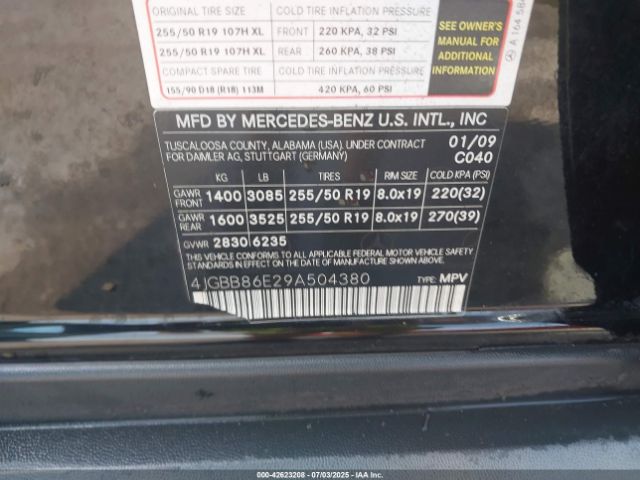 ORIGINAL TIRE SIZE COLD TIRE INFLATION PRESSURE
255/50 R19 107H XL FRONT 220 KPA, 32 PSI
255/50 R19 107H XL REAR 260 KPA, 38 PSI
COMPACT SPARE TIRE COLD TIRE INFLATION PRESSURE
155/90 D18 (R18) 113M 420 KPA, 60 PSI
SEE OWNER'S
MANUAL FOR
ADDITIONAL
INFORMATION
A 164 584
MFD BY MERCEDES-BENZ U.S. INTL., INC
TUSCALOOSA COUNTY, ALABAMA (USA), UNDER CONTRACT
FOR DAIMLER AG, STUTTGART (GERMANY)
01/09
C040
KG LB TIRES RIM SIZE COLD KPA (PSI)
GAWR FRONT 1400 3085 255/50 R19 8.0x19 220(32)
GAWR REAR 1600 3525 255/50 R19 8.0x19 270(39)
GVWR 2830 6235
THIS VEHICLE CONFORMS TO ALL APPLICABLE FEDERAL MOTOR VEHICLE SAFETY
STANDARDS IN EFFECT ON THE DATE OF MANUFACTURE SHOWN ABOVE.
4JGBB86E29A504380 TYPE: MPV
000-42623208 - 07/03/2025 - COPYRIGHT IAA, LLC.